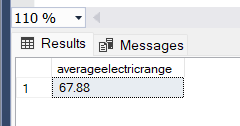 110 %
Results Messages
averageelectricrange
1 67.88